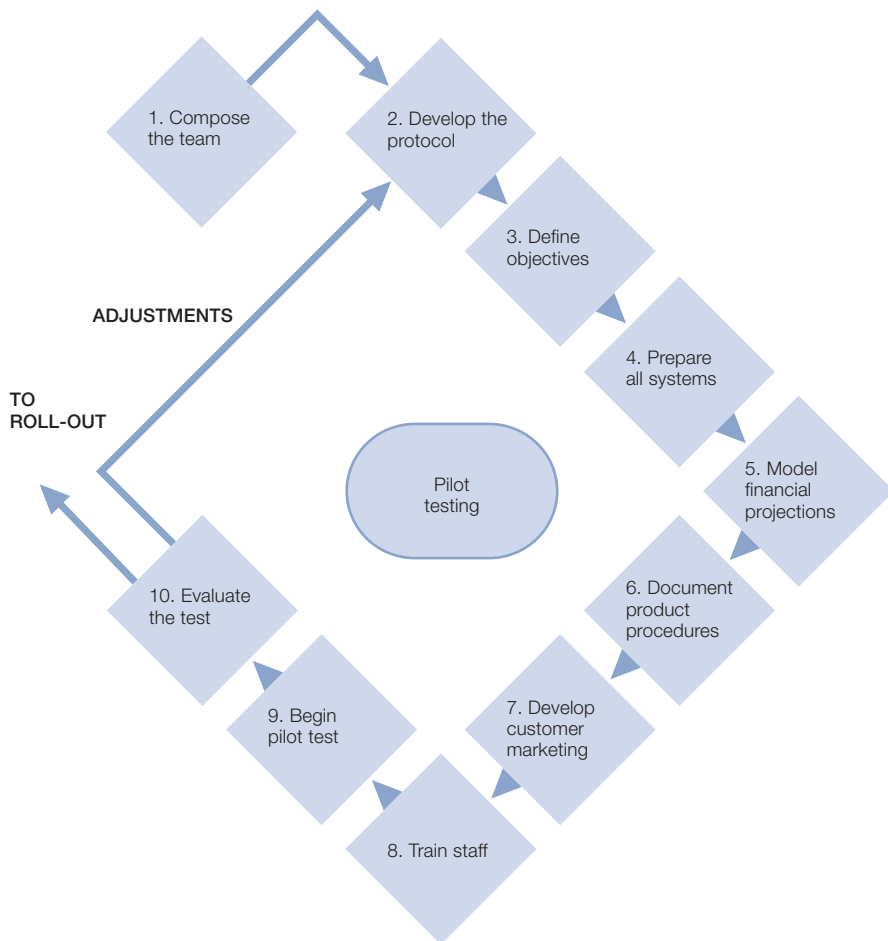 1. Compose
the team
2. Develop the
protocol
3. Define
objectives
4. Prepare
all systems
5. Model
financial
projections
6. Document
product
procedures
7. Develop
customer
marketing
8. Train staff
9. Begin
pilot test
10. Evaluate
the test
ADJUSTMENTS
TO
ROLL-OUT
Pilot
testing